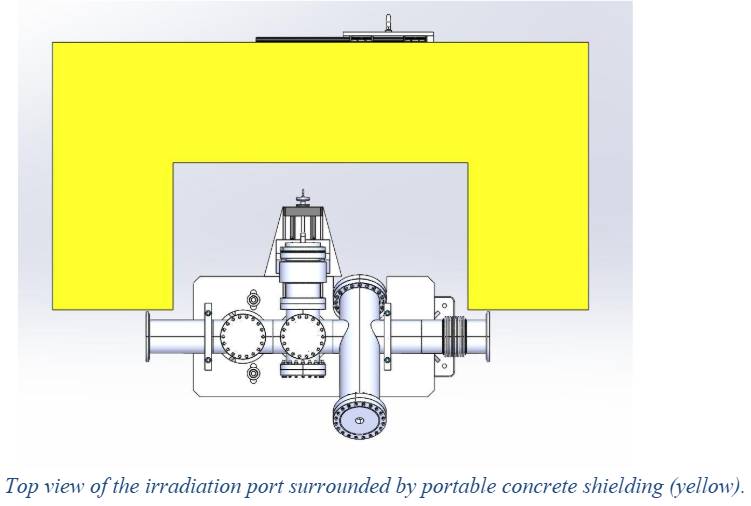 Top view of the irradiation port surrounded by portable concrete shielding (yellow).